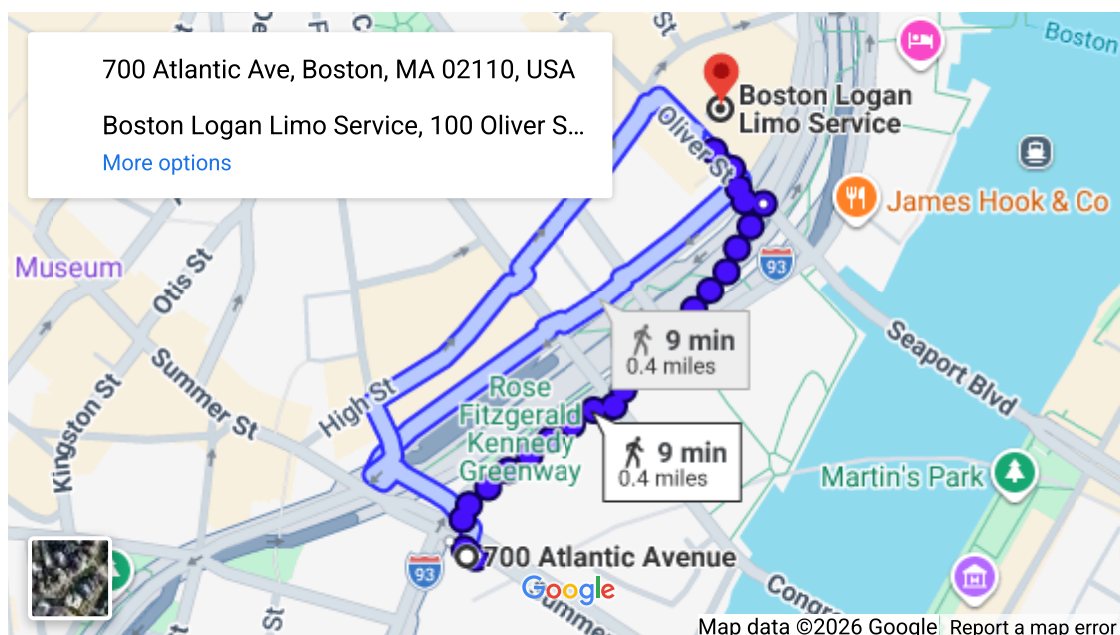 700 Atlantic Ave, Boston, MA 02110, USA
Boston Logan Limo Service, 100 Oliver S...
More options
St
Boston
Boston Logan
Limo Service
Oliver St
James Hook & Co
93
Museum
Otis St
9 min
0.4 miles
Seaport Blvd
Summer St
High St
Rose
Fitzgerald
Kennedy
Greenway
Kingston St
9 min
0.4 miles
Martin's Park
700 Atlantic Avenue
93
Google
St
Map data ©2026 Google
Report a map error